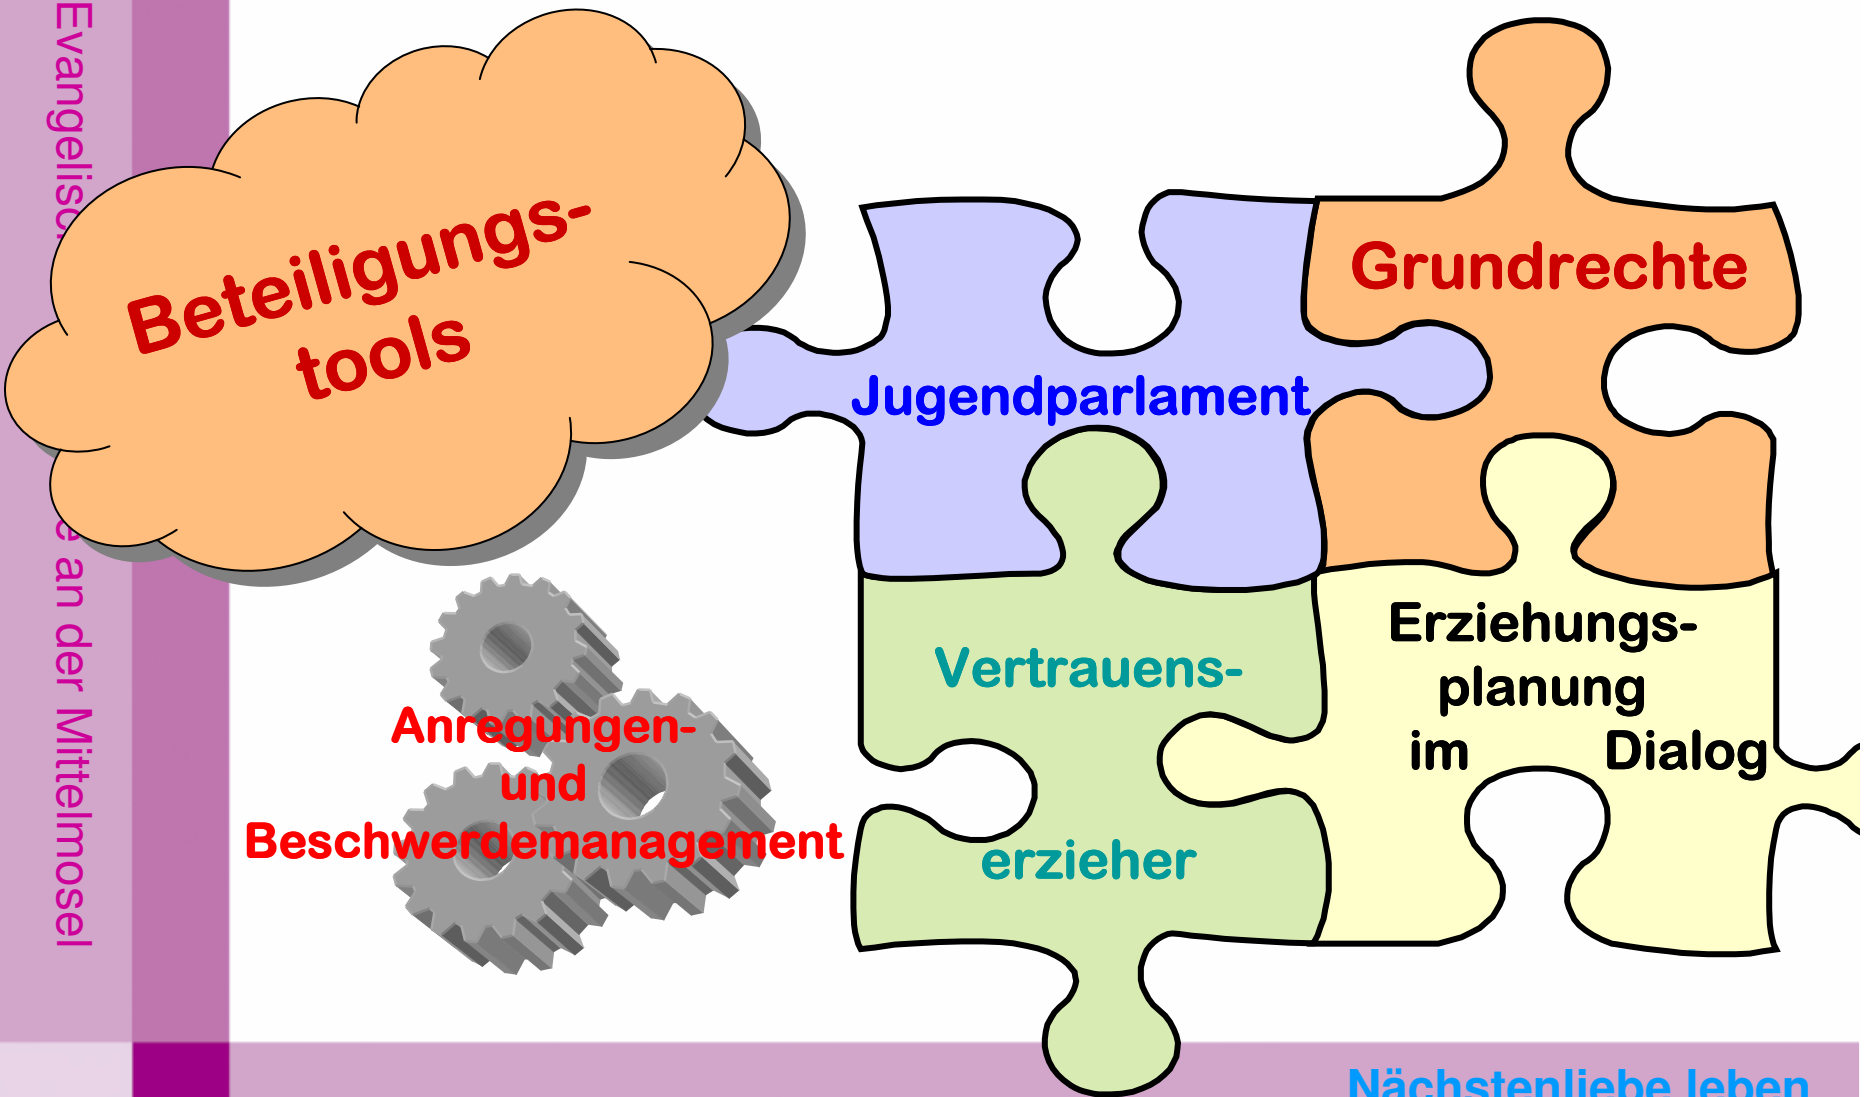 Evangelisc
e an der Mittelmosel
Beteiligungs-
tools
Grundrechte
Jugendparlament
Erziehungs-
planung
im Dialog
Vertrauens-
erzieher
Anregungen-
und
Beschwerdemanagement
Nächstenliebe leben